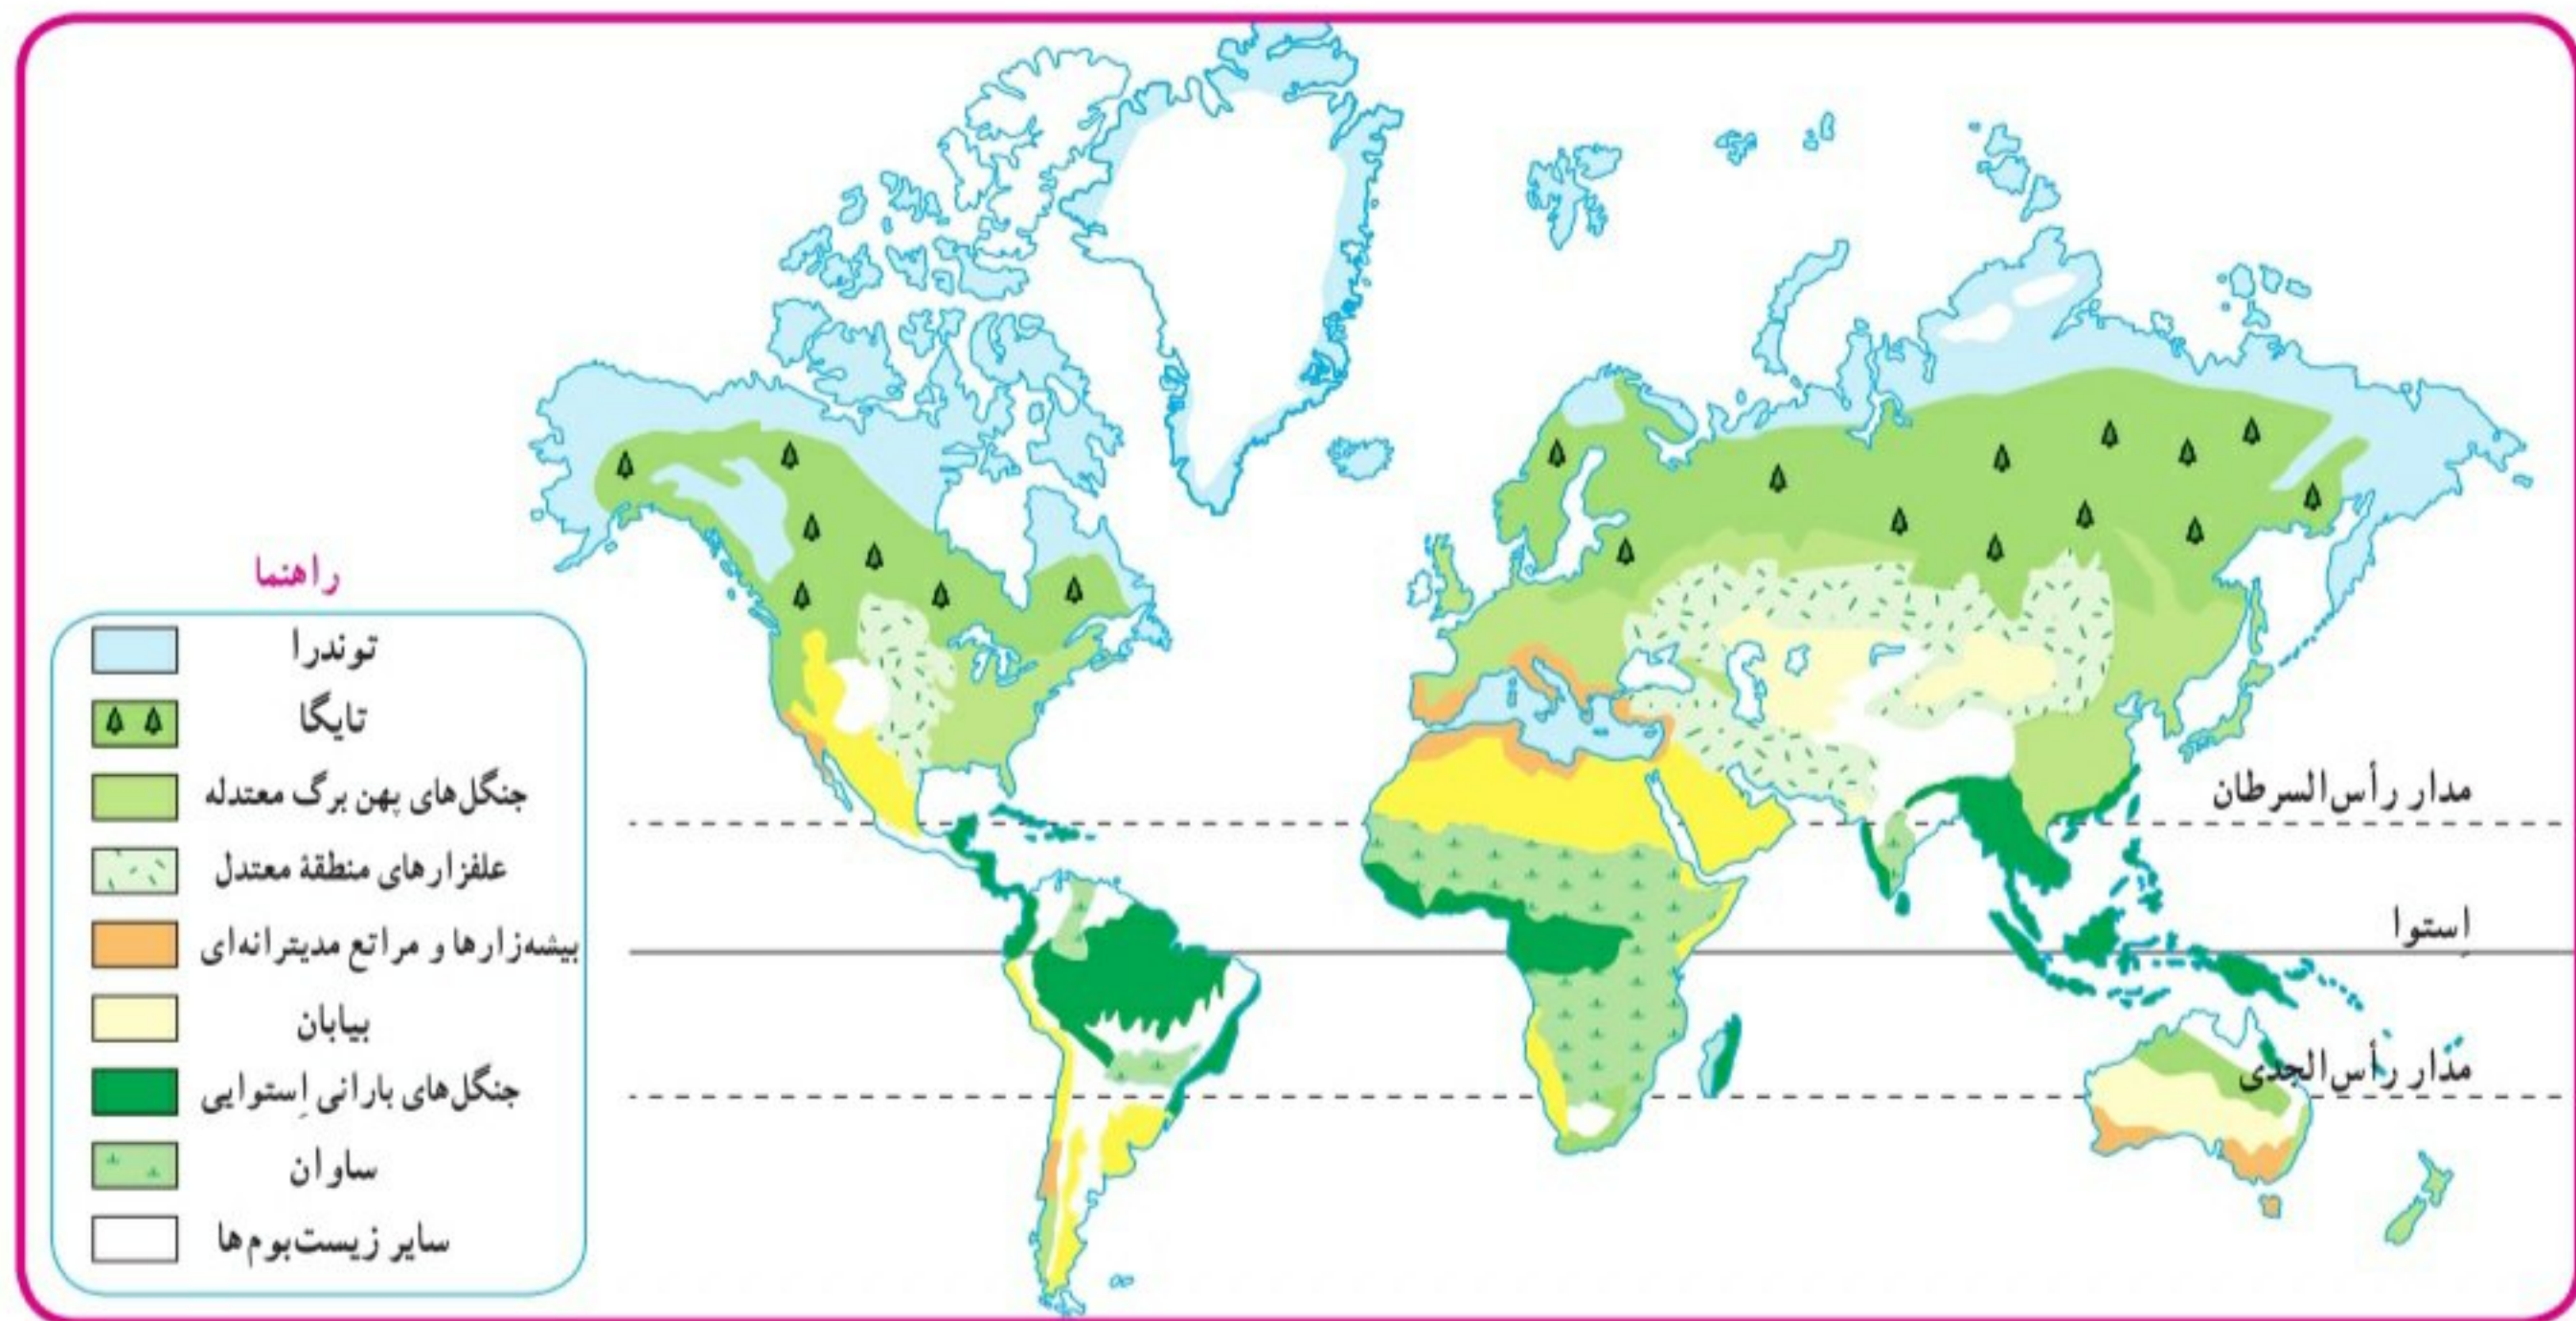 راهنما
توندرا
تایگا
جنگل‌های پهن برگ معتدله
علفزارهای منطقهٔ معتدل
بیشه‌زارها و مراتع مدیترانه‌ای
بیابان
جنگل‌های بارانی اِستوایی
ساوان
سایر زیست‌بوم‌ها
مدار رأس‌السرطان
اِستوا
مدار رأس‌الجدی